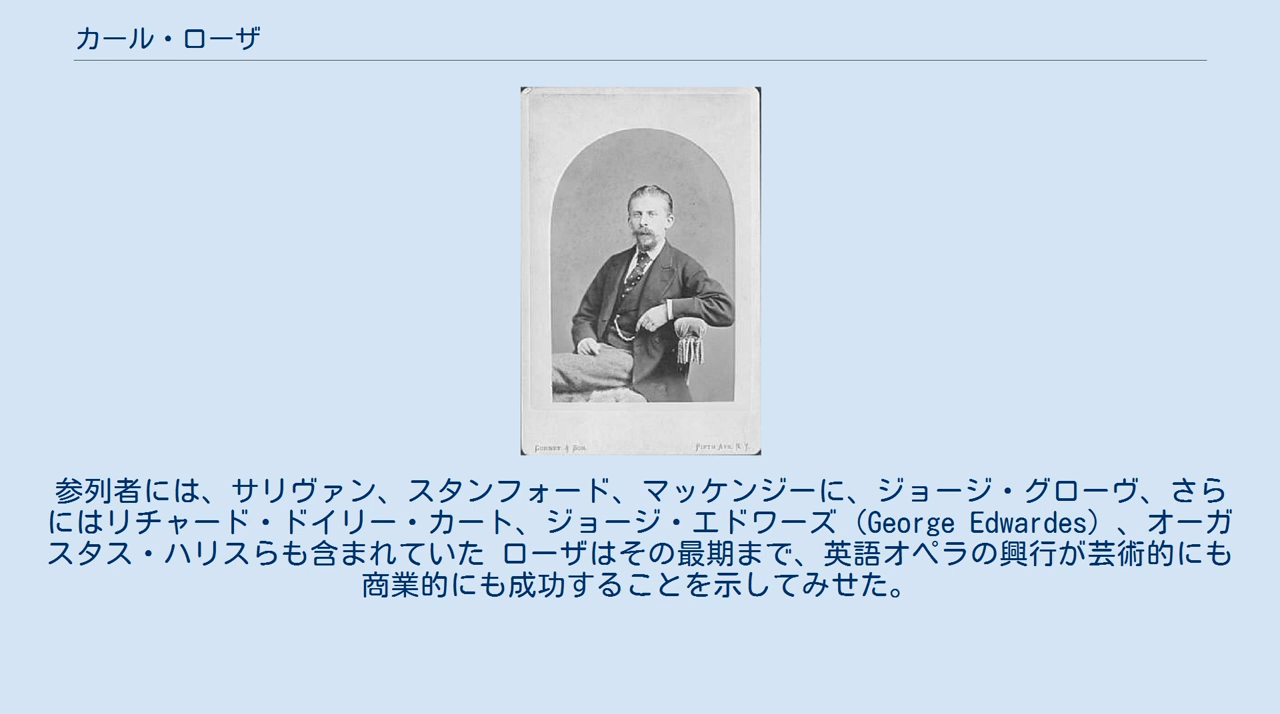 カール・ローザ
GURNEY & SON.
FIFTH AVE. N.Y.
参列者には、サリヴァン、スタンフォード、マッケンジーに、ジョージ・グローヴ、さら
にはリチャード・ドイリー・カート、ジョージ・エドワーズ（George Edwardes）、オーガ
スタス・ハリスらも含まれていた ローザはその最期まで、英語オペラの興行が芸術的にも
商業的にも成功することを示してみせた。